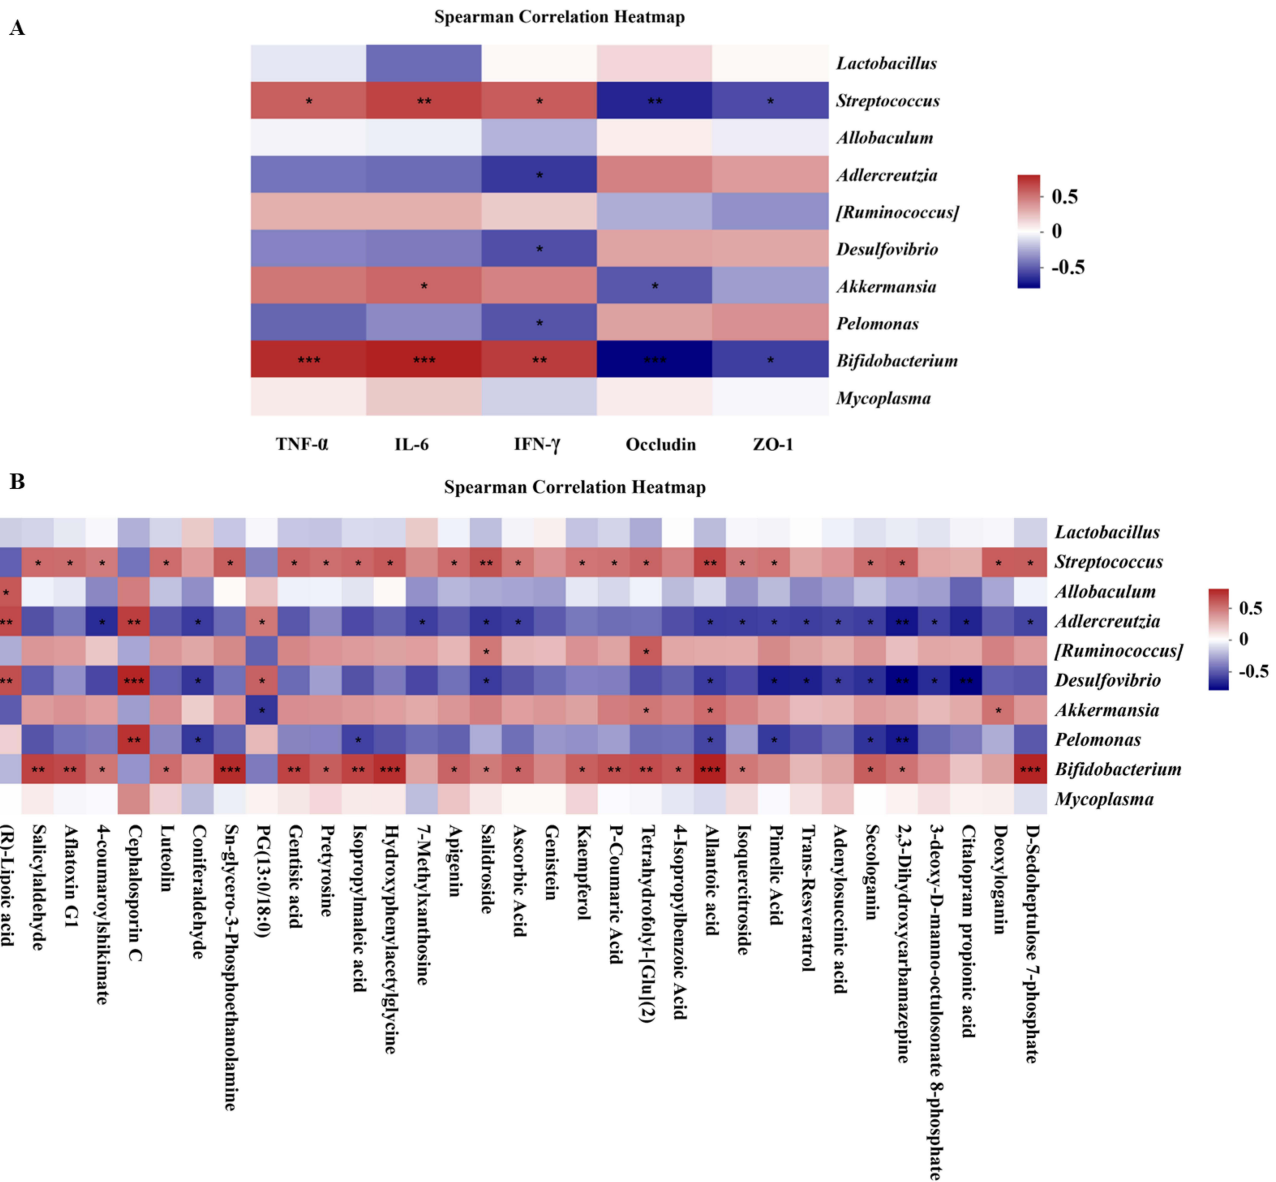 A
Spearman Correlation Heatmap
Lactobacillus
* ** * ** * Streptococcus
Allobaculum
* Adlercreutzia
[Ruminococcus]
* Desulfovibrio
* * Akkermansia
* Pelomonas
*** *** ** *** * Bifidobacterium
Mycoplasma
0.5
0
-0.5
TNF-α IL-6 IFN-γ Occludin ZO-1
B
Spearman Correlation Heatmap
Lactobacillus
* * * * * * * * * * ** * * * * ** * * * * * * Streptococcus
* Allobaculum
** * ** * * * * * * * * * * * ** * * * Adlercreutzia
* * [Ruminococcus]
** *** * * * * * * * * ** * ** Desulfovibrio
* * * * Akkermansia
** * * * * * ** Pelomonas
** ** * * *** ** * ** *** * * * * ** ** * *** * * * *** Bifidobacterium
Mycoplasma
0.5
0
-0.5
(R)-Lipoic acid
Salicylaldehyde
Aflatoxin G1
4-coumaroylshikimate
Cephalosporin C
Luteolin
Coniferaldehyde
Sn-glycero-3-Phosphoethanolamine
PG(13:0/18:0)
Gentisic acid
Pretyrosine
Isopropylmaleic acid
Hydroxyphenylacetylglycine
7-Methylxanthosine
Apigenin
Salidroside
Ascorbic Acid
Genistein
Kaempferol
P-Coumaric Acid
Tetrahydrofolyl-[Glu](2)
4-Isopropylbenzoic Acid
Allantoic acid
Isoquercitroside
Pimelic Acid
Trans-Resveratrol
Adenylosuccinic acid
Secologanin
2,3-Dihydroxycarbamazepine
3-deoxy-D-manno-octulosonate 8-phosphate
Citalopram propionic acid
Deoxyloganin
D-Sedoheptulose 7-phosphate